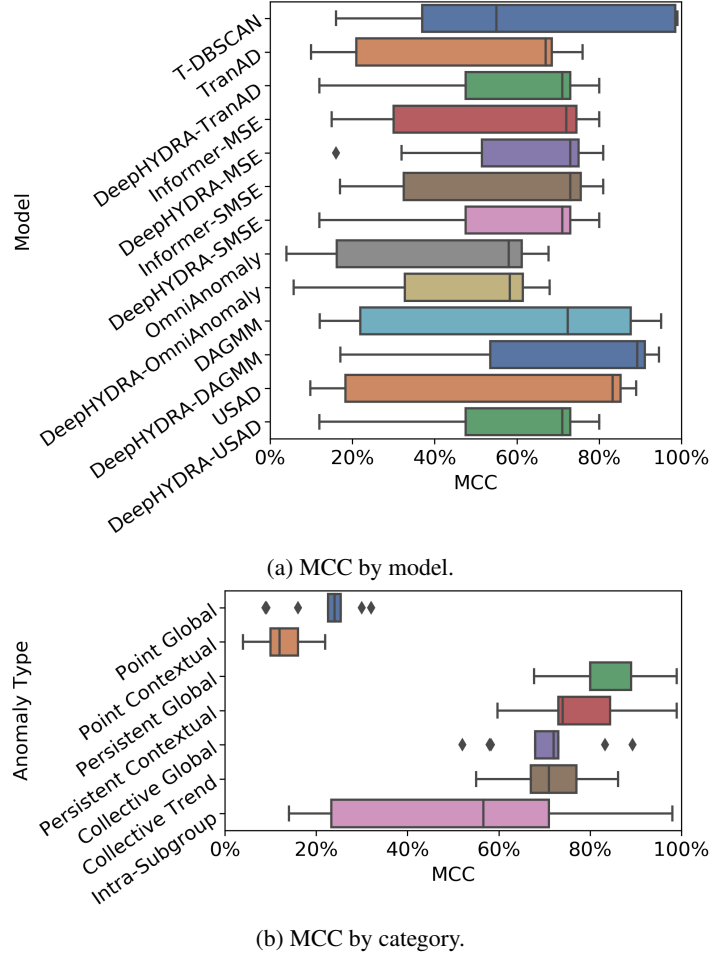 Model
T-DBSCAN
TranAD
DeepHYDRA-TranAD
Informer-MSE
DeepHYDRA-MSE
Informer-SMSE
DeepHYDRA-SMSE
OmniAnomaly
DeepHYDRA-OmniAnomaly
DAGMM
DeepHYDRA-DAGMM
USAD
DeepHYDRA-USAD
0% 20% 40% 60% 80% 100%
MCC
(a) MCC by model.
Anomaly Type
Point Global
Point Contextual
Persistent Global
Persistent Contextual
Collective Global
Collective Trend
Intra-Subgroup
0% 20% 40% 60% 80% 100%
MCC
(b) MCC by category.